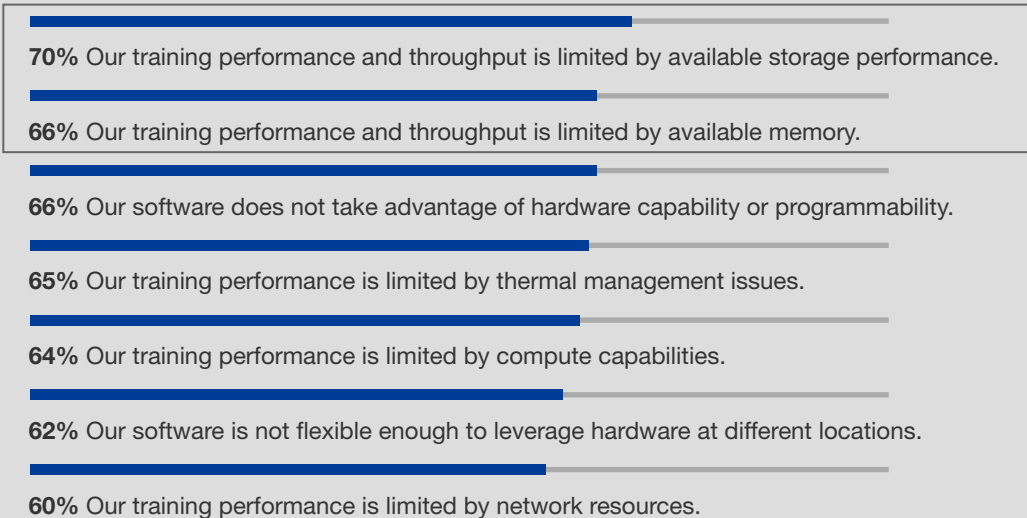 70% Our training performance and throughput is limited by available storage performance.
66% Our training performance and throughput is limited by available memory.
66% Our software does not take advantage of hardware capability or programmability.
65% Our training performance is limited by thermal management issues.
64% Our training performance is limited by compute capabilities.
62% Our software is not flexible enough to leverage hardware at different locations.
60% Our training performance is limited by network resources.